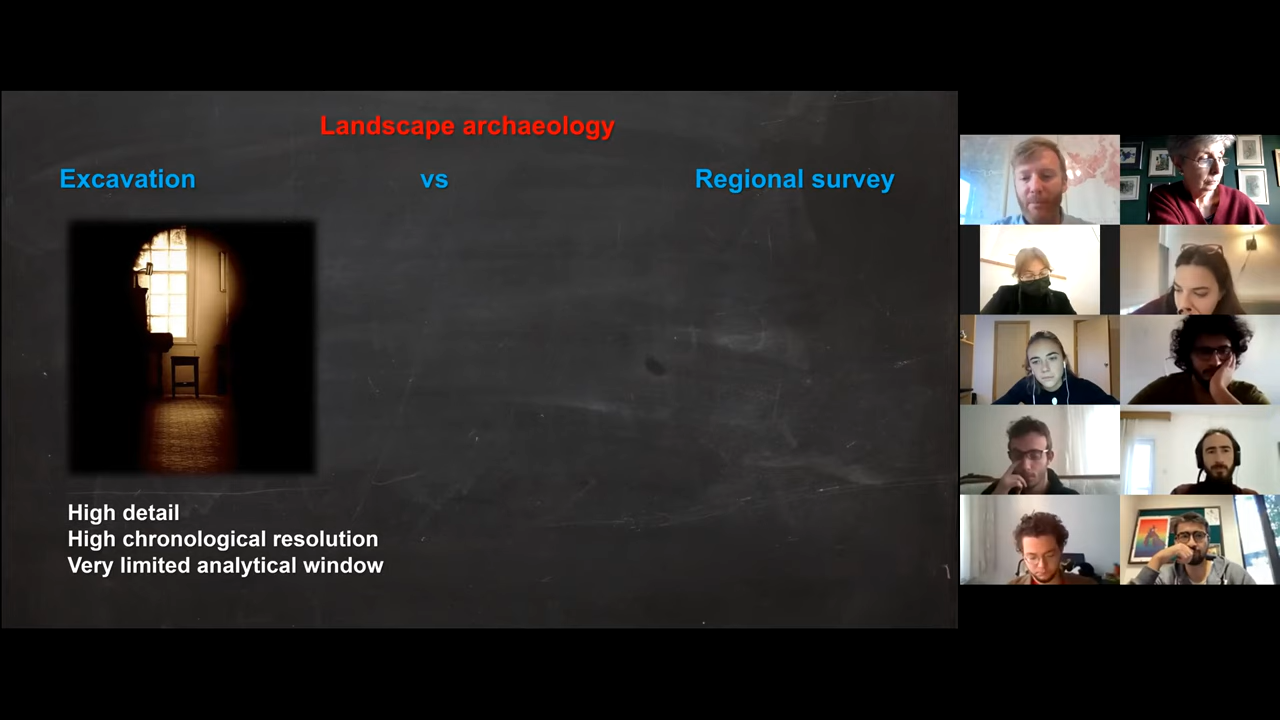 Landscape archaeology
Excavation vs Regional survey
High detail
High chronological resolution
Very limited analytical window